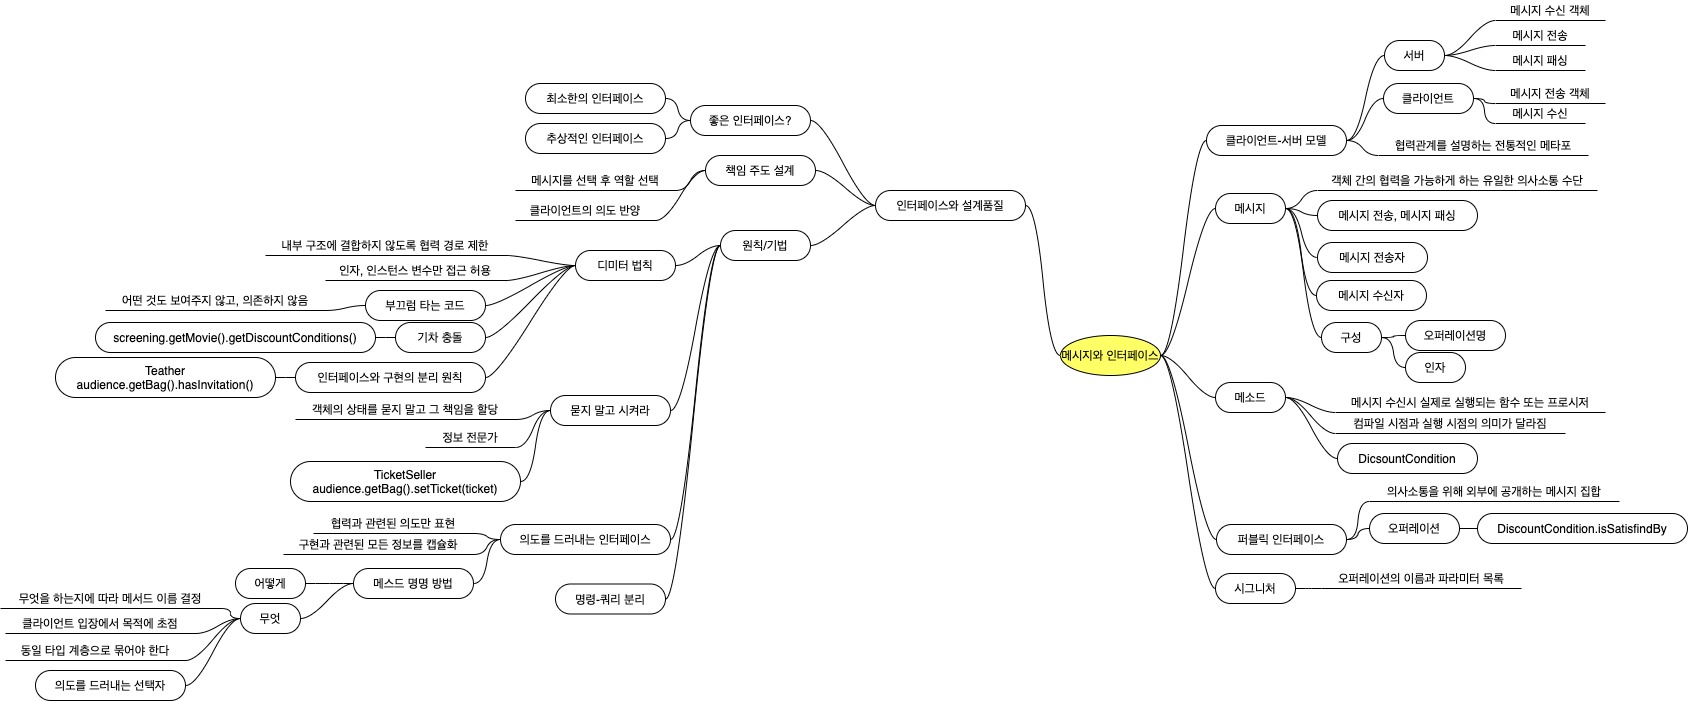 메시지와 인터페이스
클라이언트-서버 모델
서버
메시지 수신 객체
메시지 전송
메시지 패싱
클라이언트
메시지 전송 객체
메시지 수신
협력관계를 설명하는 전통적인 메타포
메시지
객체 간의 협력을 가능하게 하는 유일한 의사소통 수단
메시지 전송, 메시지 패싱
메시지 전송자
메시지 수신자
구성
오퍼레이션명
인자
메소드
메시지 수신시 실제로 실행되는 함수 또는 프로시저
컴파일 시점과 실행 시점의 의미가 달라짐
DicsountCondition
퍼블릭 인터페이스
의사소통을 위해 외부에 공개하는 메시지 집합
오퍼레이션
DiscountCondition.isSatisfindBy
시그니처
오퍼레이션의 이름과 파라미터 목록
인터페이스와 설계품질
좋은 인터페이스?
최소한의 인터페이스
추상적인 인터페이스
책임 주도 설계
메시지를 선택 후 역할 선택
클라이언트의 의도 반양
원칙/기법
디미터 법칙
내부 구조에 결합하지 않도록 협력 경로 제한
인자, 인스턴스 변수만 접근 허용
부끄럼 타는 코드
어떤 것도 보여주지 않고, 의존하지 않음
기차 충돌
screening.getMovie().getDiscountConditions()
인터페이스와 구현의 분리 원칙
Teather
audience.getBag().hasInvitation()
묻지 말고 시켜라
객체의 상태를 묻지 말고 그 책임을 할당
정보 전문가
TicketSeller
audience.getBag().setTicket(ticket)
의도를 드러내는 인터페이스
협력과 관련된 의도만 표현
구현과 관련된 모든 정보를 캡슐화
메스드 명명 방법
어떻게
무엇
무엇을 하는지에 따라 메서드 이름 결정
클라이언트 입장에서 목적에 초점
동일 타입 계층으로 묶어야 한다
의도를 드러내는 선택자
명령-쿼리 분리